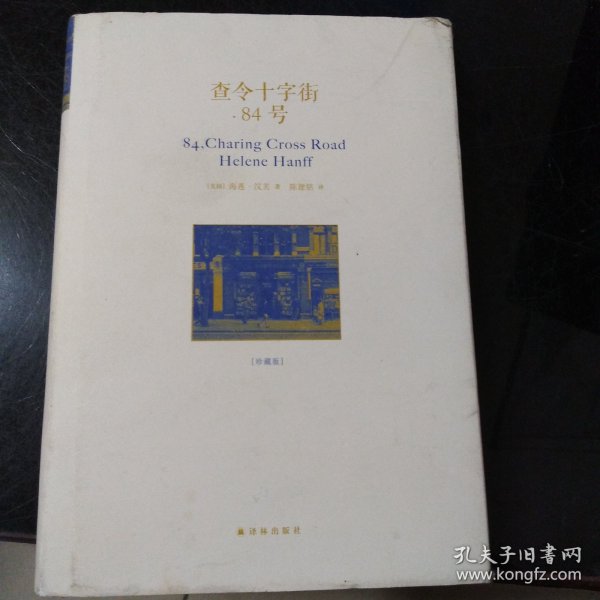 查令十字街
·84号
84,Charing Cross Road
Helene Hanff
[美国] 海莲·汉芙 著 陈建铭 译
[珍藏版]
译林出版社
孔夫子旧书网
www.kongfz.com